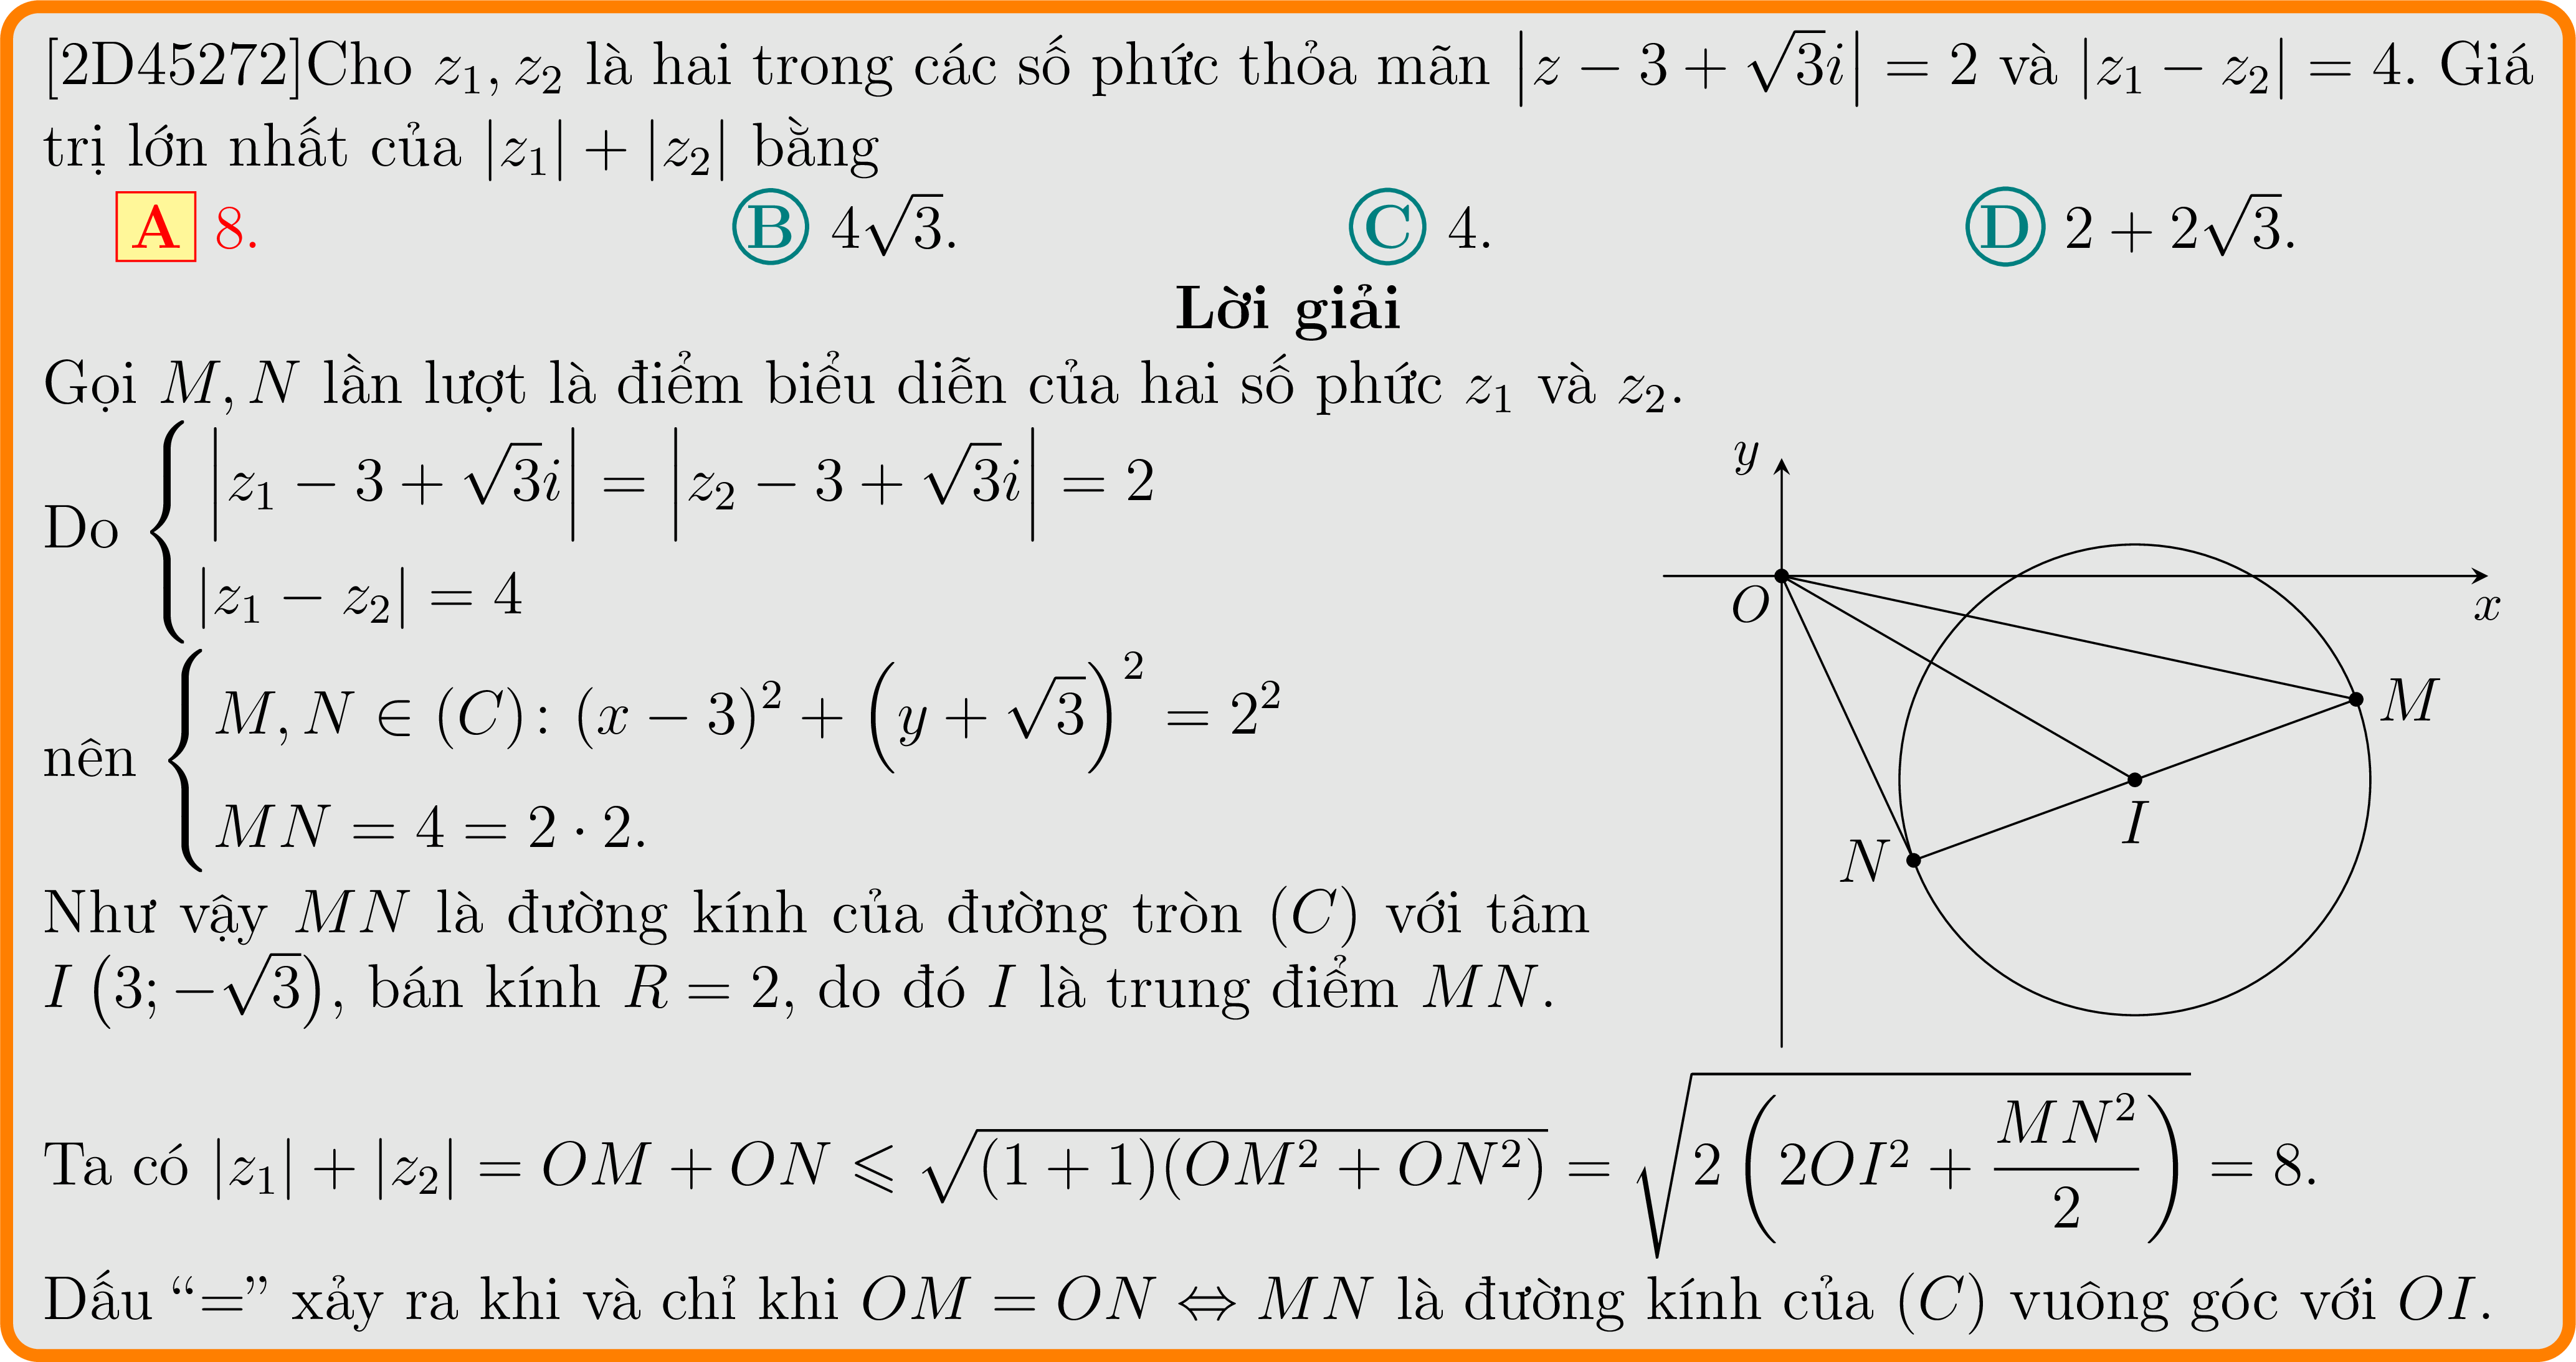 [2D45272]Cho $z_1, z_2$ là hai trong các số phức thỏa mãn $\left|z - 3 + \sqrt{3}i\right| = 2$ và $|z_1 - z_2| = 4$. Giá
trị lớn nhất của $|z_1| + |z_2|$ bằng
A 8. B $4\sqrt{3}$. C 4. D $2 + 2\sqrt{3}$.
Lời giải
Gọi $M, N$ lần lượt là điểm biểu diễn của hai số phức $z_1$ và $z_2$.
Do $\begin{cases} \left|z_1 - 3 + \sqrt{3}i\right| = \left|z_2 - 3 + \sqrt{3}i\right| = 2 \\ |z_1 - z_2| = 4 \end{cases}$
nên $\begin{cases} M, N \in (C): (x - 3)^2 + \left(y + \sqrt{3}\right)^2 = 2^2 \\ MN = 4 = 2 \cdot 2. \end{cases}$
Như vậy $MN$ là đường kính của đường tròn $(C)$ với tâm
$I\left(3; -\sqrt{3}\right)$, bán kính $R = 2$, do đó $I$ là trung điểm $MN$.
y
O
x
M
I
N
Ta có $|z_1| + |z_2| = OM + ON \leqslant \sqrt{(1 + 1)(OM^2 + ON^2)} = \sqrt{2\left(2OI^2 + \dfrac{MN^2}{2}\right)} = 8$.
Dấu “=” xảy ra khi và chỉ khi $OM = ON \Leftrightarrow MN$ là đường kính của $(C)$ vuông góc với $OI$.